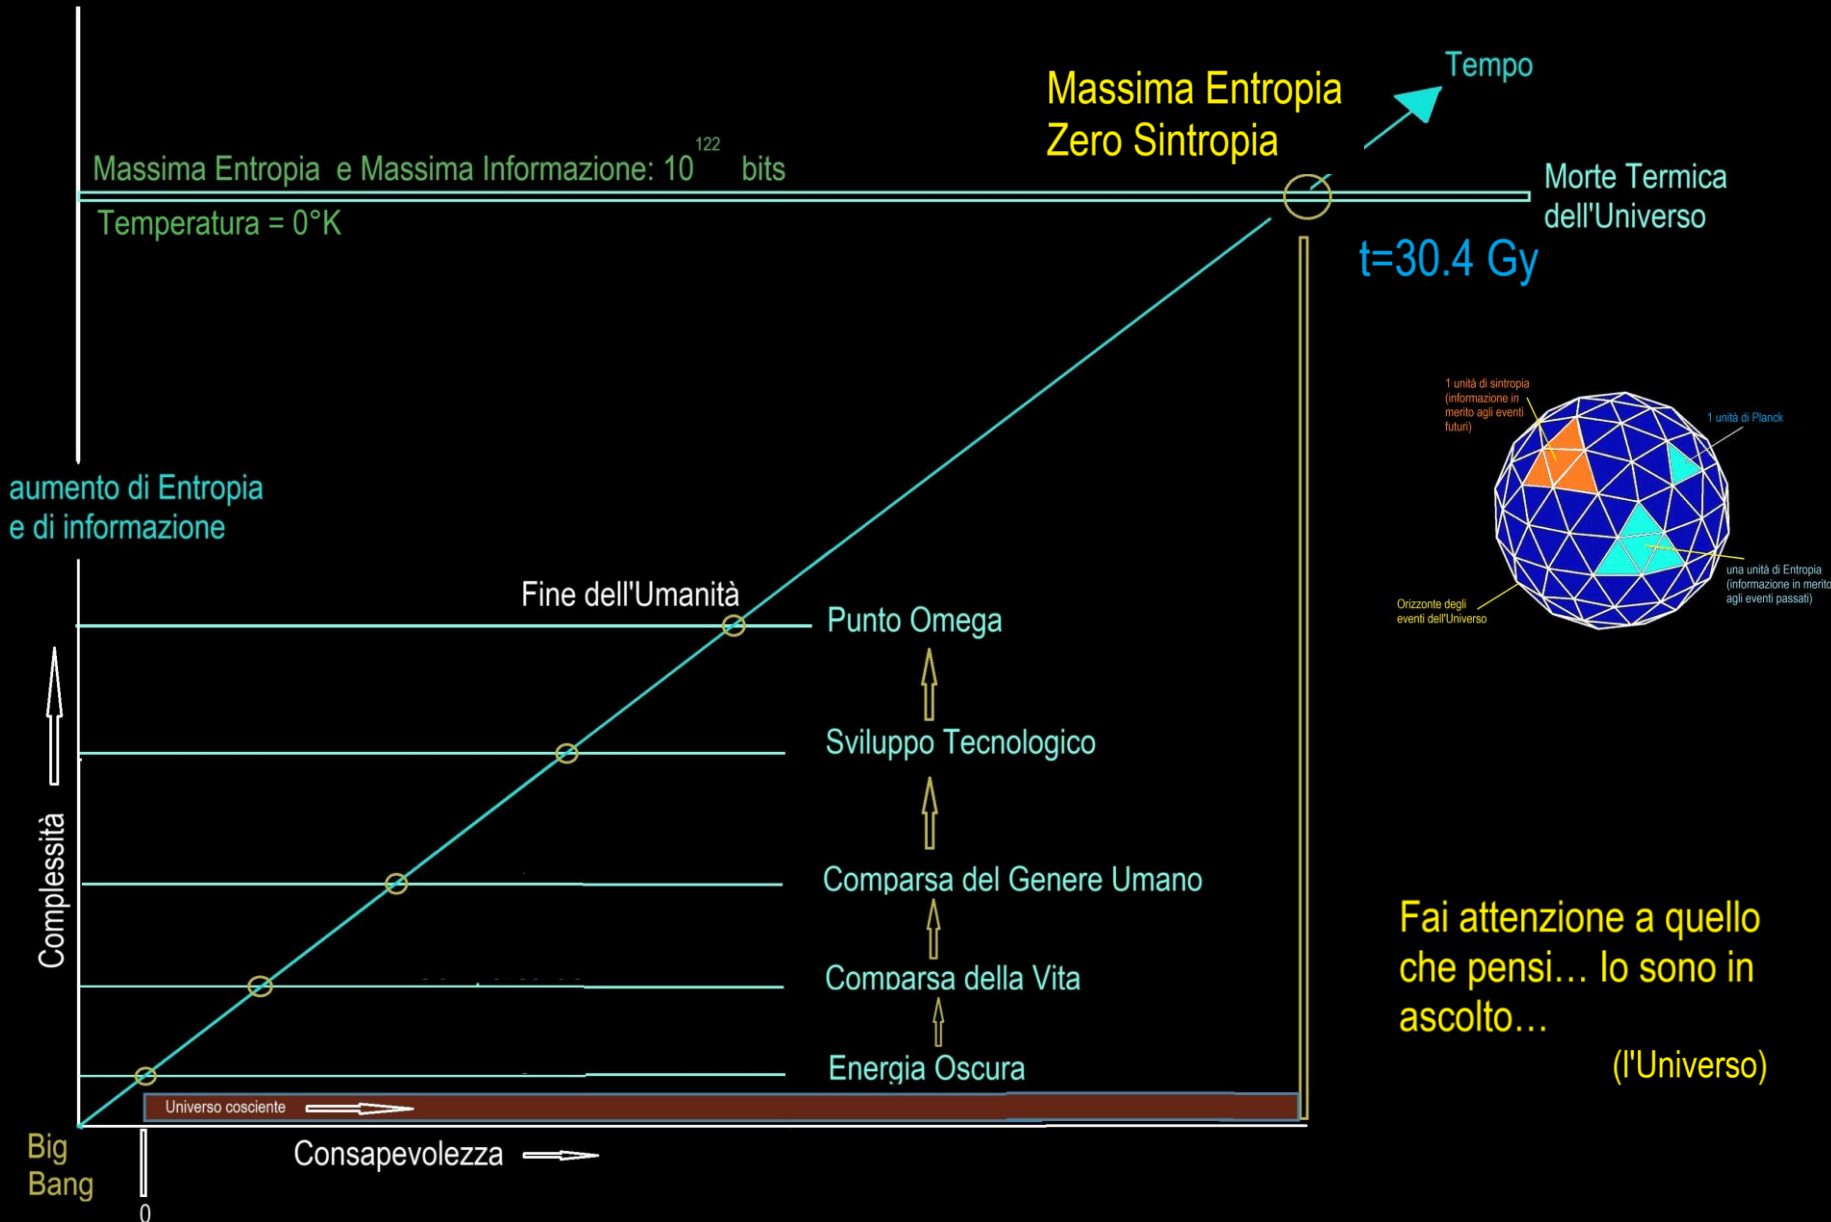 Tempo
Massima Entropia
Zero Sintropia
Massima Entropia e Massima Informazione: 10^122 bits
Temperatura = 0°K
Morte Termica
dell'Universo
t=30.4 Gy
1 unità di sintropia
(informazione in
merito agli eventi
futuri)
1 unità di Planck
una unità di Entropia
(informazione in merito
agli eventi passati)
Orizzonte degli
eventi dell'Universo
aumento di Entropia
e di informazione
Fine dell'Umanità
Punto Omega
Sviluppo Tecnologico
Complessità
Comparsa del Genere Umano
Comparsa della Vita
Energia Oscura
Fai attenzione a quello
che pensi... Io sono in
ascolto...
(l'Universo)
Universo cosciente
Consapevolezza
Big
Bang
0